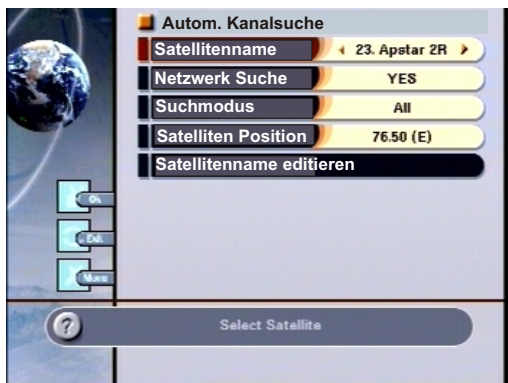 Autom. Kanalsuche
Satellitenname 23. Apstar 2R
Netzwerk Suche YES
Suchmodus All
Satelliten Position 76.50 (E)
Satellitenname editieren
Ok
Exit
Menu
? Select Satellite